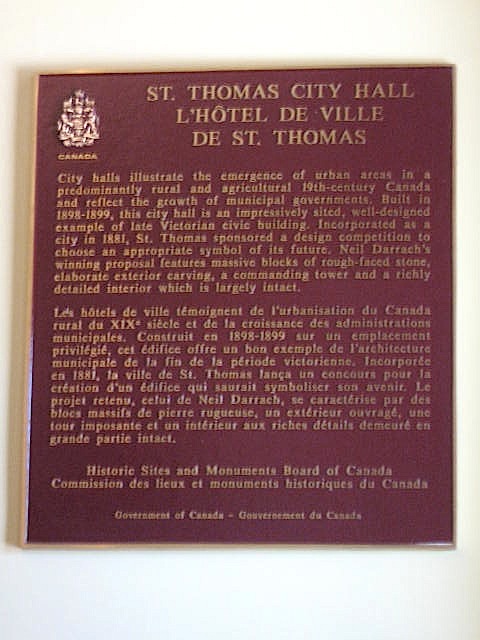 ST. THOMAS CITY HALL
L'HÔTEL DE VILLE
DE ST. THOMAS
CANADA
City halls illustrate the emergence of urban areas in a
predominantly rural and agricultural 19th-century Canada
and reflect the growth of municipal governments. Built in
1898-1899, this city hall is an impressively sited, well-designed
example of late Victorian civic building. Incorporated as a
city in 1881, St. Thomas sponsored a design competition to
choose an appropriate symbol of its future. Neil Darrach's
winning proposal features massive blocks of rough-faced stone,
elaborate exterior carving, a commanding tower and a richly
detailed interior which is largely intact.
Les hôtels de ville témoignent de l'urbanisation du Canada
rural du XIXe siècle et de la croissance des administrations
municipales. Construit en 1898-1899 sur un emplacement
privilégié, cet édifice offre un bon exemple de l'architecture
municipale de la fin de la période victorienne. Incorporée
en 1881, la ville de St. Thomas lança un concours pour la
création d'un édifice qui saurait symboliser son avenir. Le
projet retenu, celui de Neil Darrach, se caractérise par des
blocs massifs de pierre rugueuse, un extérieur ouvragé, une
tour imposante et un intérieur aux riches détails demeuré en
grande partie intact.
Historic Sites and Monuments Board of Canada
Commission des lieux et monuments historiques du Canada
Government of Canada - Gouvernement du Canada